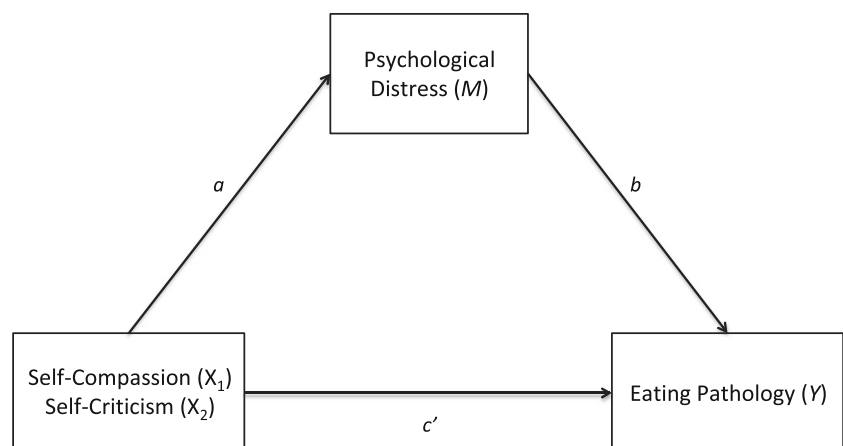 Psychological
Distress (M)
a
b
Self-Compassion (X₁)
Self-Criticism (X₂)
Eating Pathology (Y)
c’